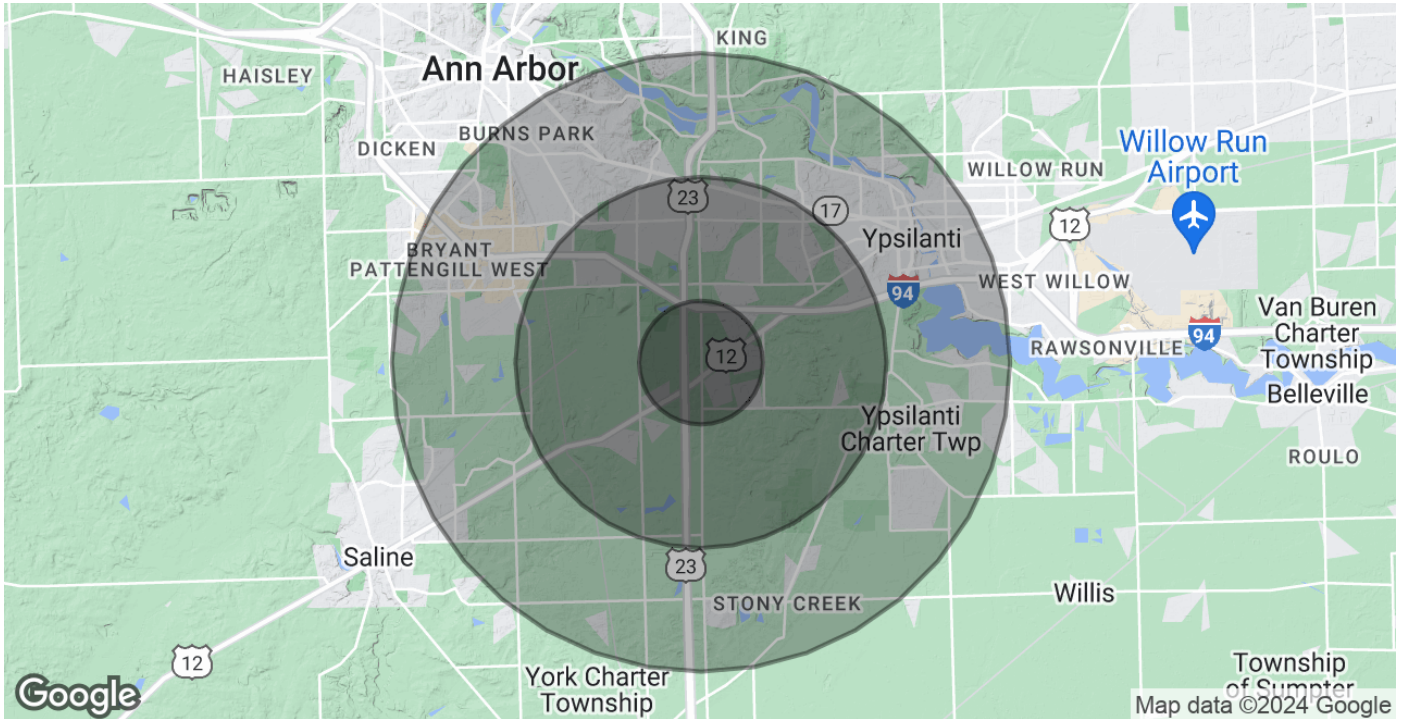 KING
Ann Arbor
HAISLEY
BURNS PARK
DICKEN
Willow Run
Airport
WILLOW RUN
23
17
12
Ypsilanti
BRYANT
PATTENGILL WEST
WEST WILLOW
94
Van Buren
Charter
Township
94
RAWSONVILLE
12
Belleville
Ypsilanti
Charter Twp
ROULO
Saline
23
Willis
STONY CREEK
12
York Charter
Township
Township
of Sumpter
Google
Map data ©2024 Google